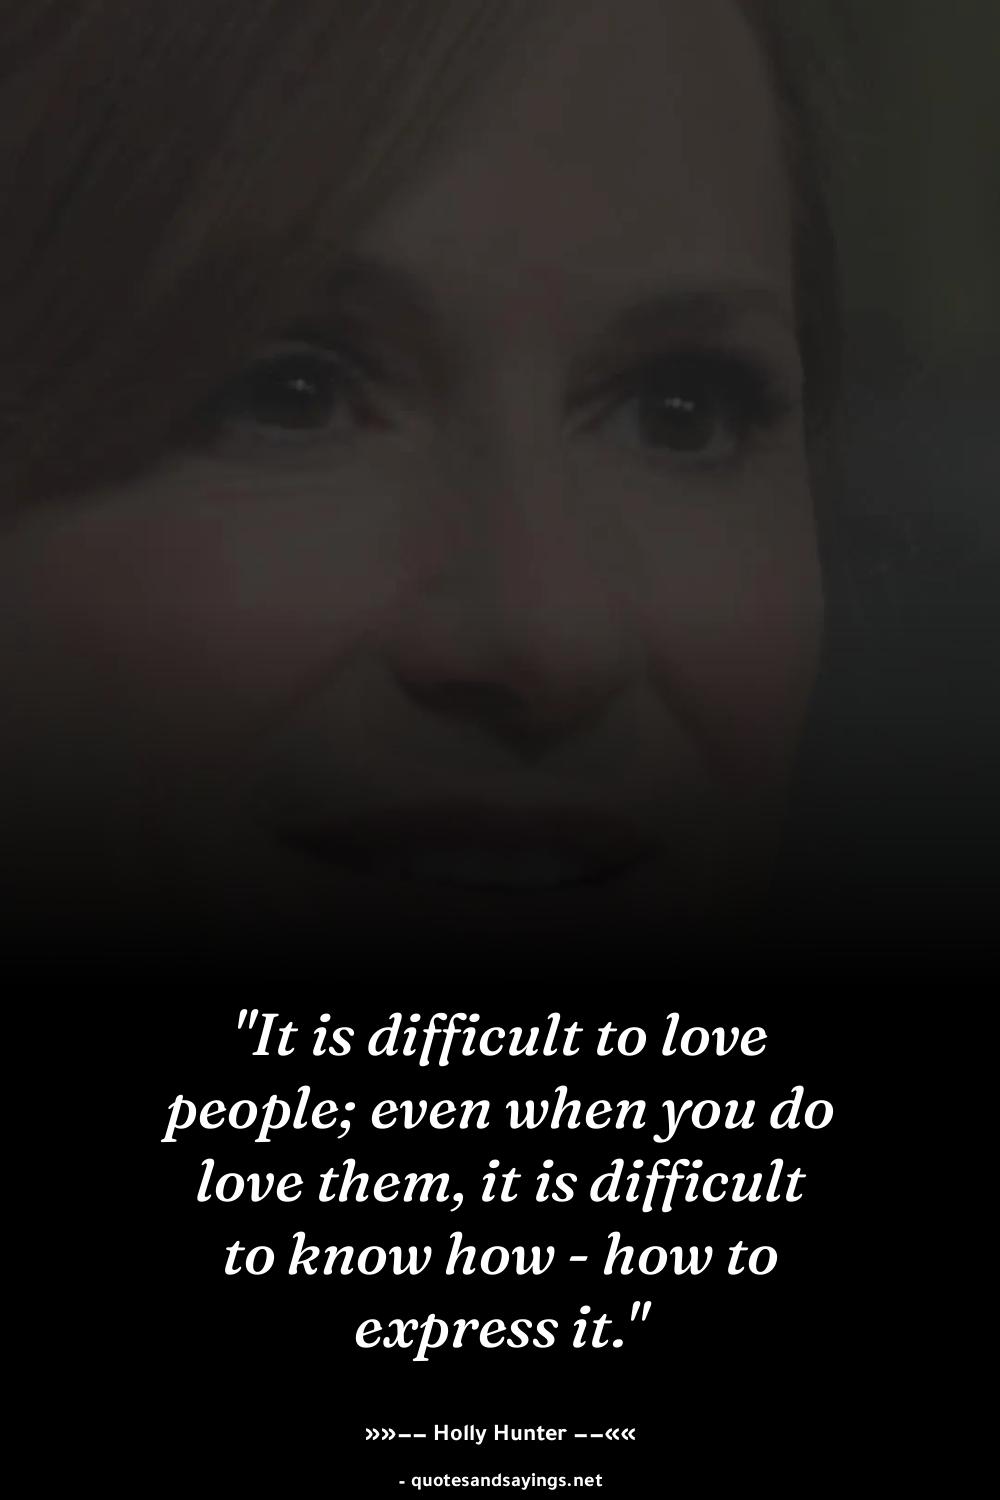 "It is difficult to love
people; even when you do
love them, it is difficult
to know how - how to
express it."
»»−− Holly Hunter −−««
- quotesandsayings.net